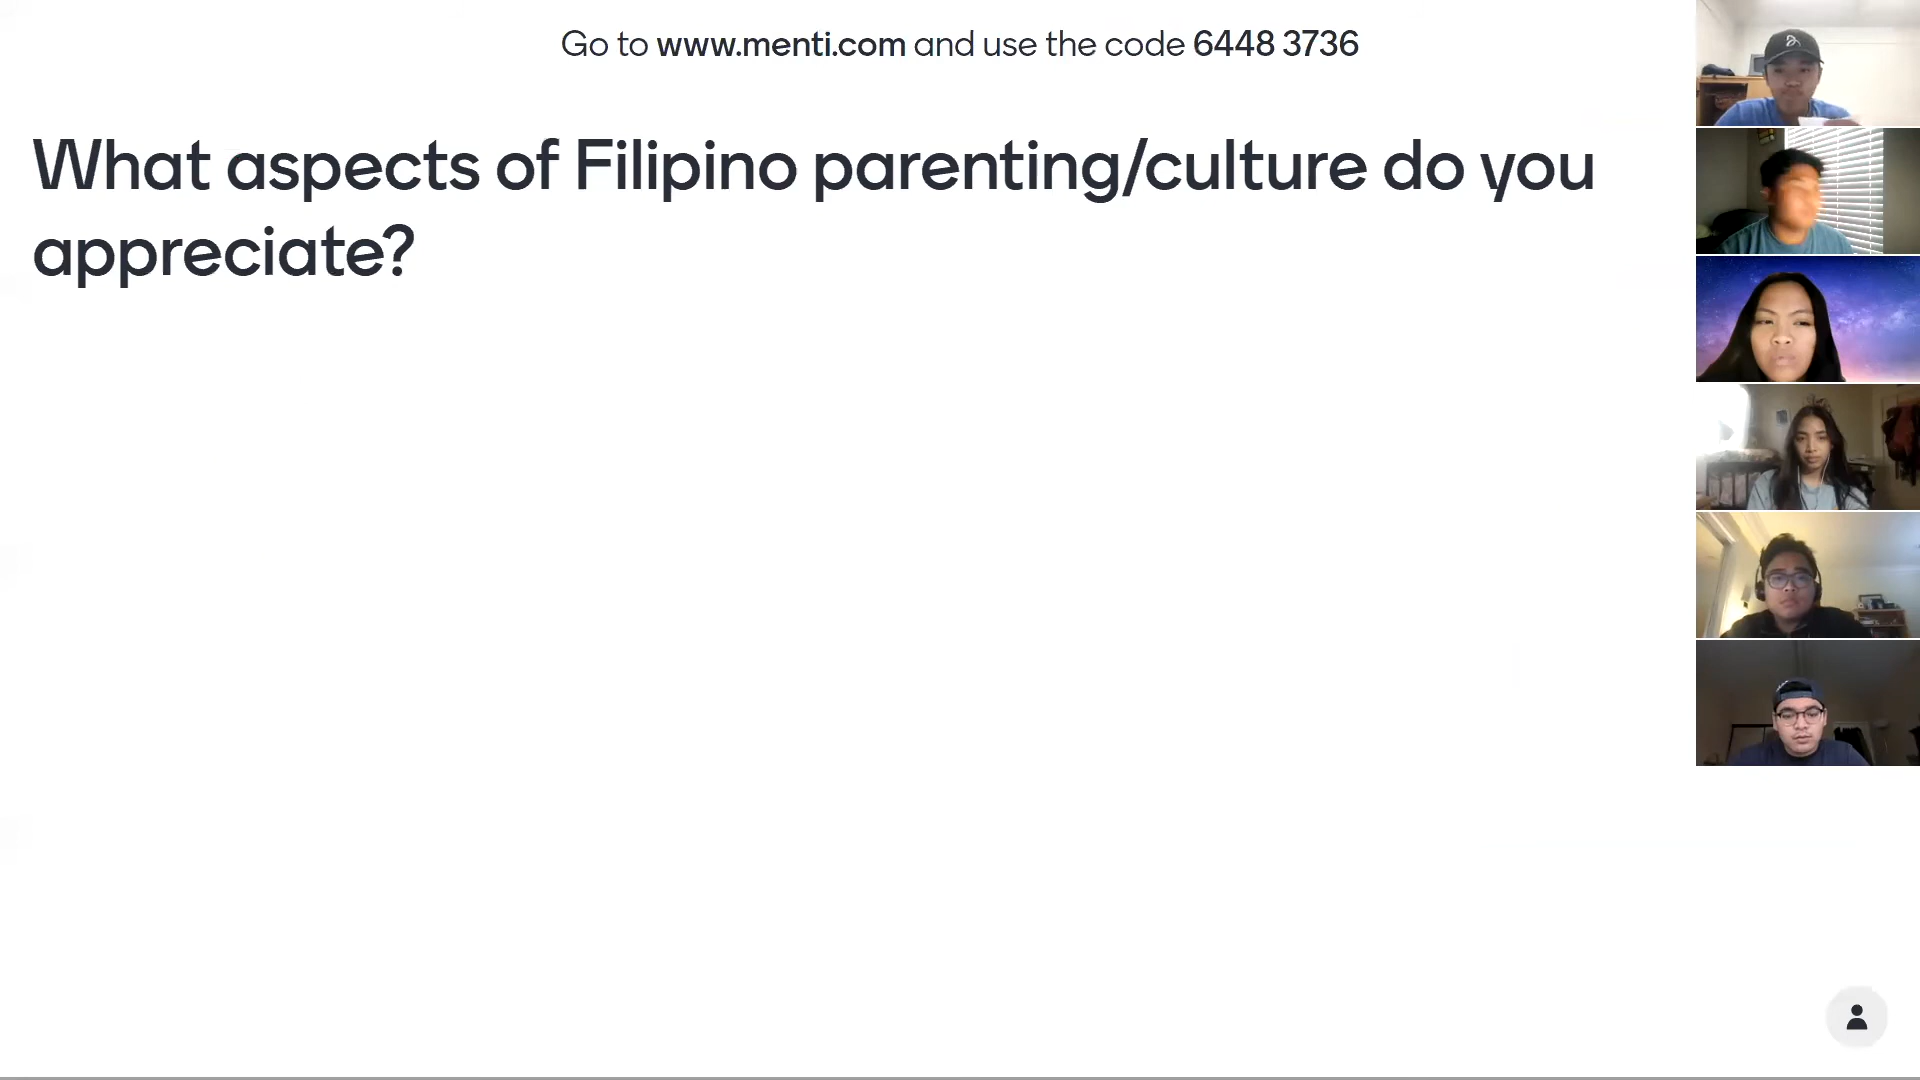 Go to www.menti.com and use the code 6448 3736
What aspects of Filipino parenting/culture do you
appreciate?